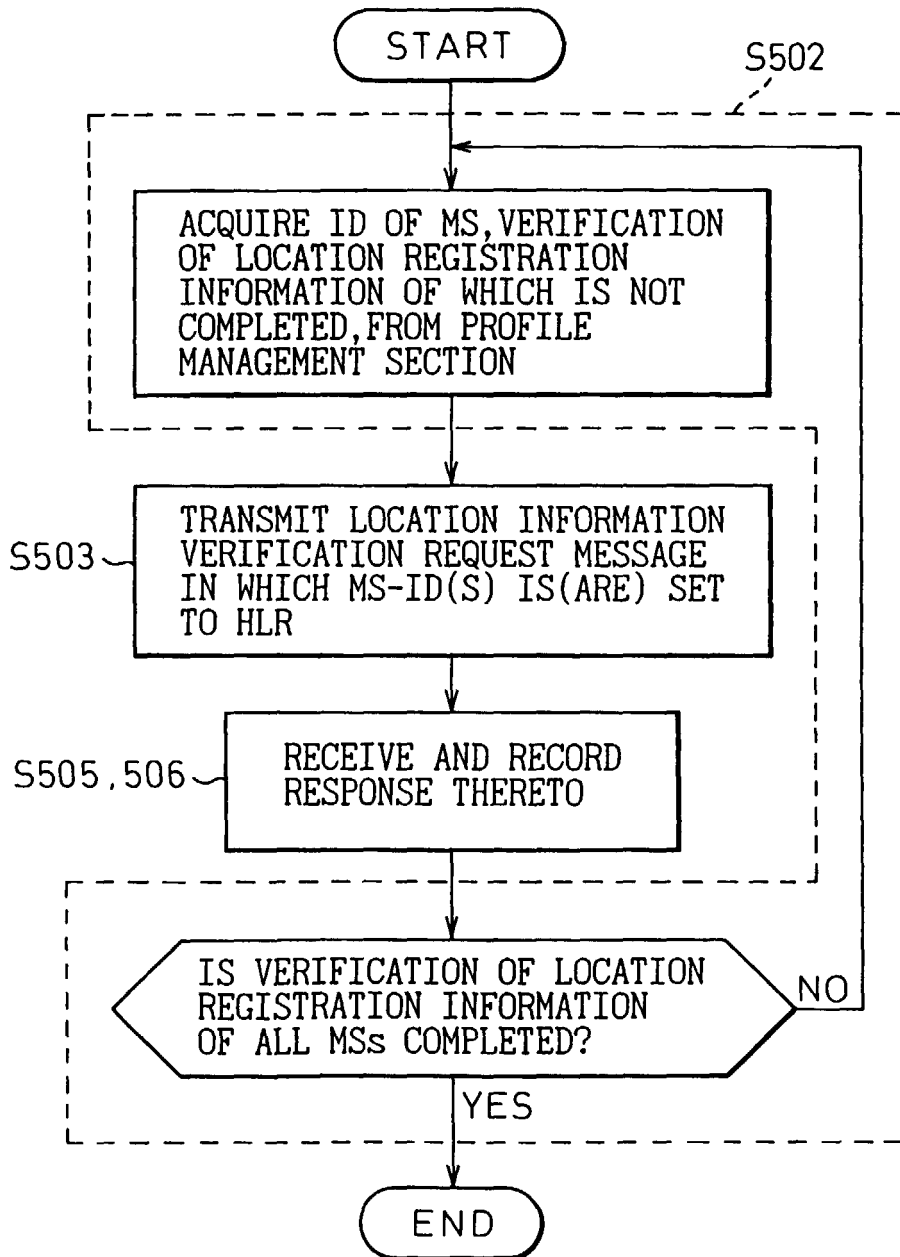 START
S502
ACQUIRE ID OF MS,VERIFICATION
OF LOCATION REGISTRATION
INFORMATION OF WHICH IS NOT
COMPLETED,FROM PROFILE
MANAGEMENT SECTION
S503
TRANSMIT LOCATION INFORMATION
VERIFICATION REQUEST MESSAGE
IN WHICH MS-ID(S) IS(ARE) SET
TO HLR
S505,506
RECEIVE AND RECORD
RESPONSE THERETO
IS VERIFICATION OF LOCATION
REGISTRATION INFORMATION
OF ALL MSs COMPLETED?
NO
YES
END